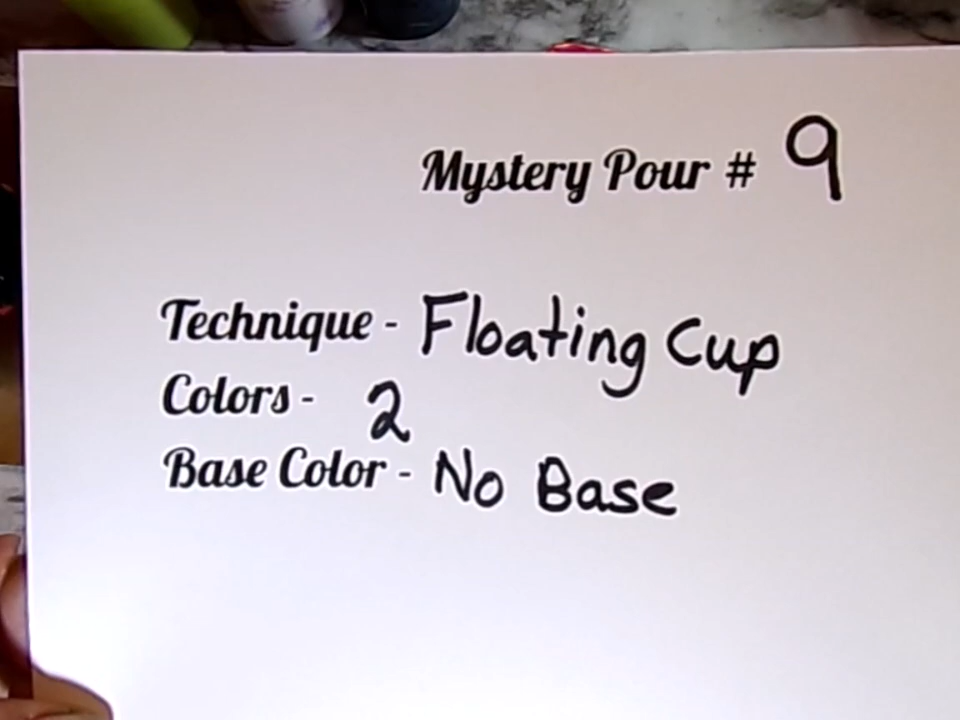 Mystery Pour # 9
Technique - Floating Cup
Colors - 2
Base Color - No Base